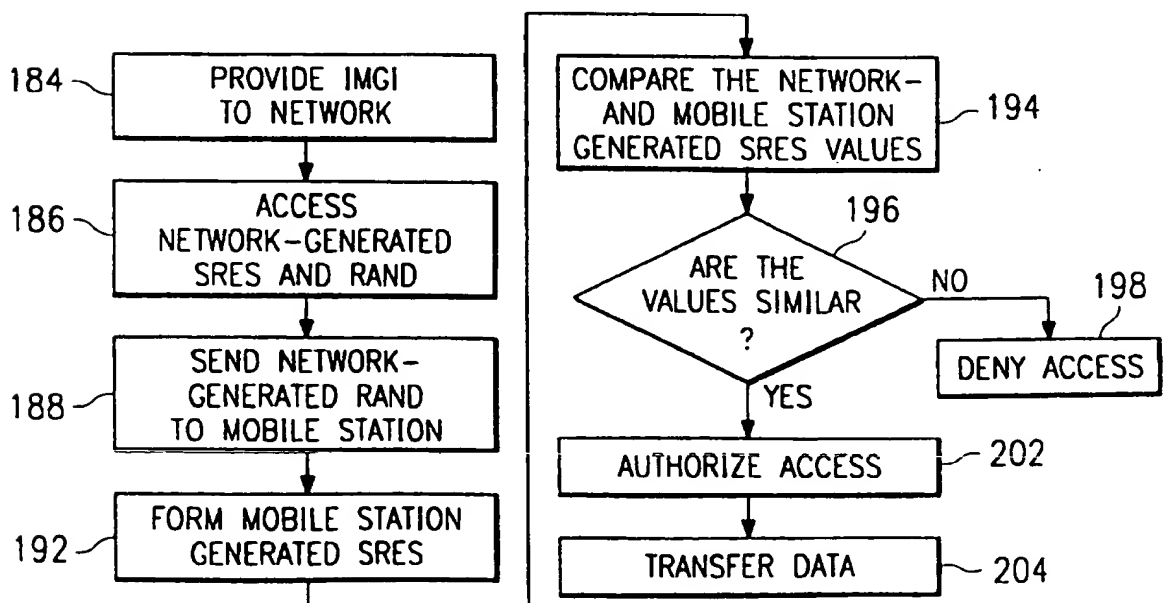 184
PROVIDE IMGI
TO NETWORK
186
ACCESS
NETWORK-GENERATED
SRES AND RAND
188
SEND NETWORK-
GENERATED RAND
TO MOBILE STATION
192
FORM MOBILE STATION
GENERATED SRES
COMPARE THE NETWORK-
AND MOBILE STATION
GENERATED SRES VALUES
194
196
ARE THE
VALUES SIMILAR
?
NO
198
DENY ACCESS
YES
AUTHORIZE ACCESS
202
TRANSFER DATA
204